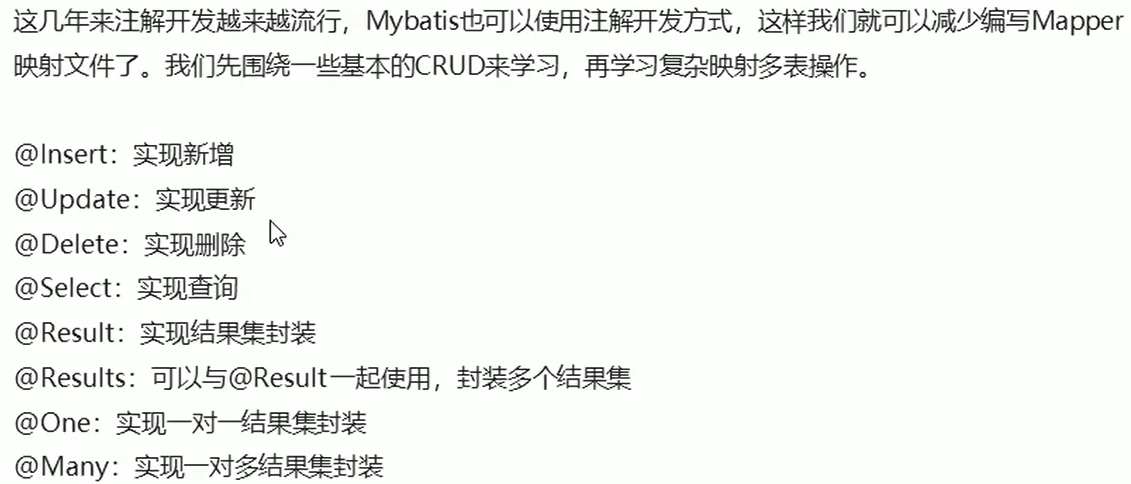 这几年来注解开发越来越流行，Mybatis也可以使用注解开发方式，这样我们就可以减少编写Mapper
映射文件了。我们先围绕一些基本的CRUD来学习，再学习复杂映射多表操作。
@Insert：实现新增
@Update：实现更新
@Delete：实现删除
@Select：实现查询
@Result：实现结果集封装
@Results：可以与@Result一起使用，封装多个结果集
@One：实现一对一结果集封装
@Many：实现一对多结果集封装